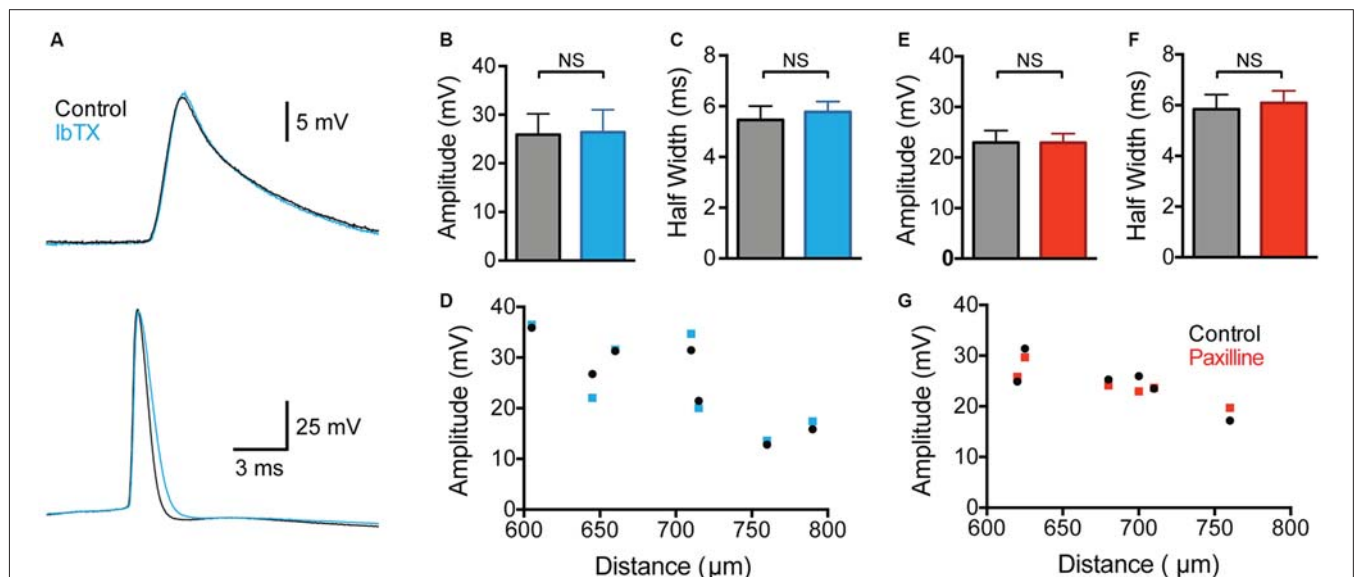 A
Control
IbTX
5 mV
25 mV
3 ms
B
NS
Amplitude (mV)
40
30
20
10
0
C
NS
Half Width (ms)
8
6
4
2
0
D
Amplitude (mV)
40
30
20
10
0
600 650 700 750 800
Distance ( µm)
E
NS
Amplitude (mV)
40
30
20
10
0
F
NS
Half Width (ms)
8
6
4
2
0
G
Control
Paxilline
Amplitude (mV)
40
30
20
10
0
600 650 700 750 800
Distance ( µm)